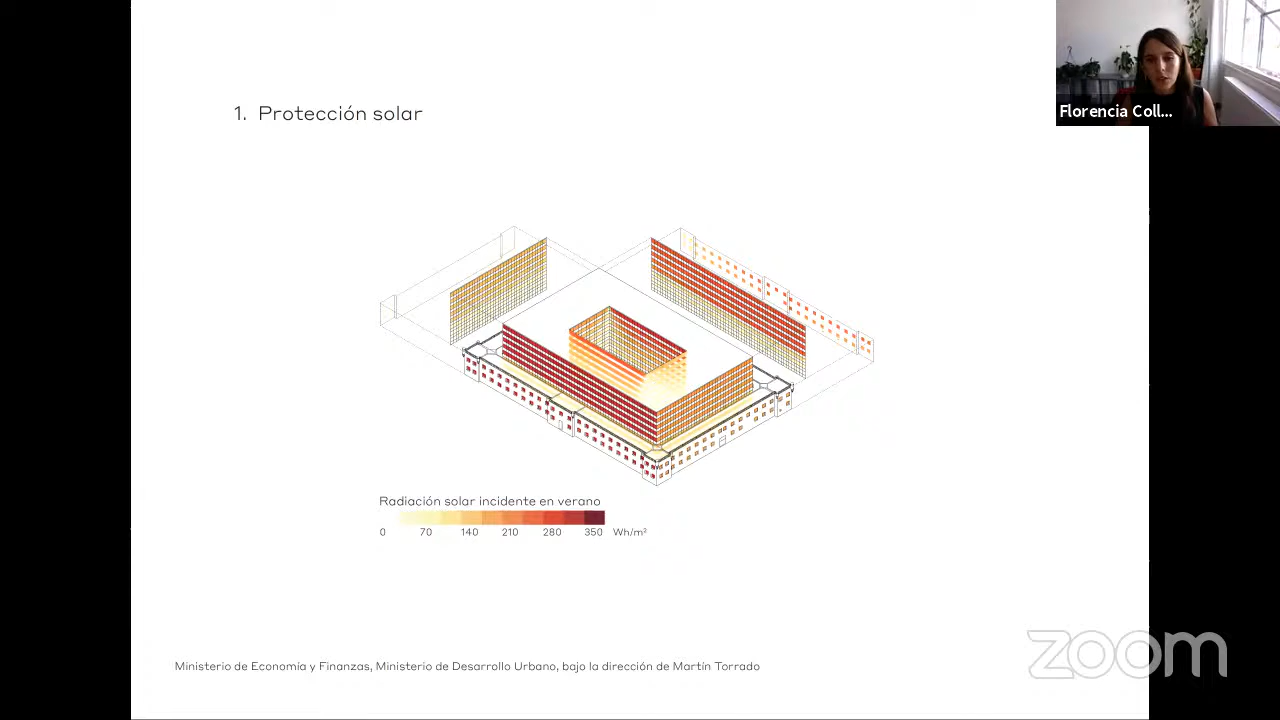 1. Protección solar
Florencia Coll...
Radiación solar incidente en verano
0 70 140 210 280 350 Wh/m²
Ministerio de Economía y Finanzas, Ministerio de Desarrollo Urbano, bajo la dirección de Martín Torrado
zoom